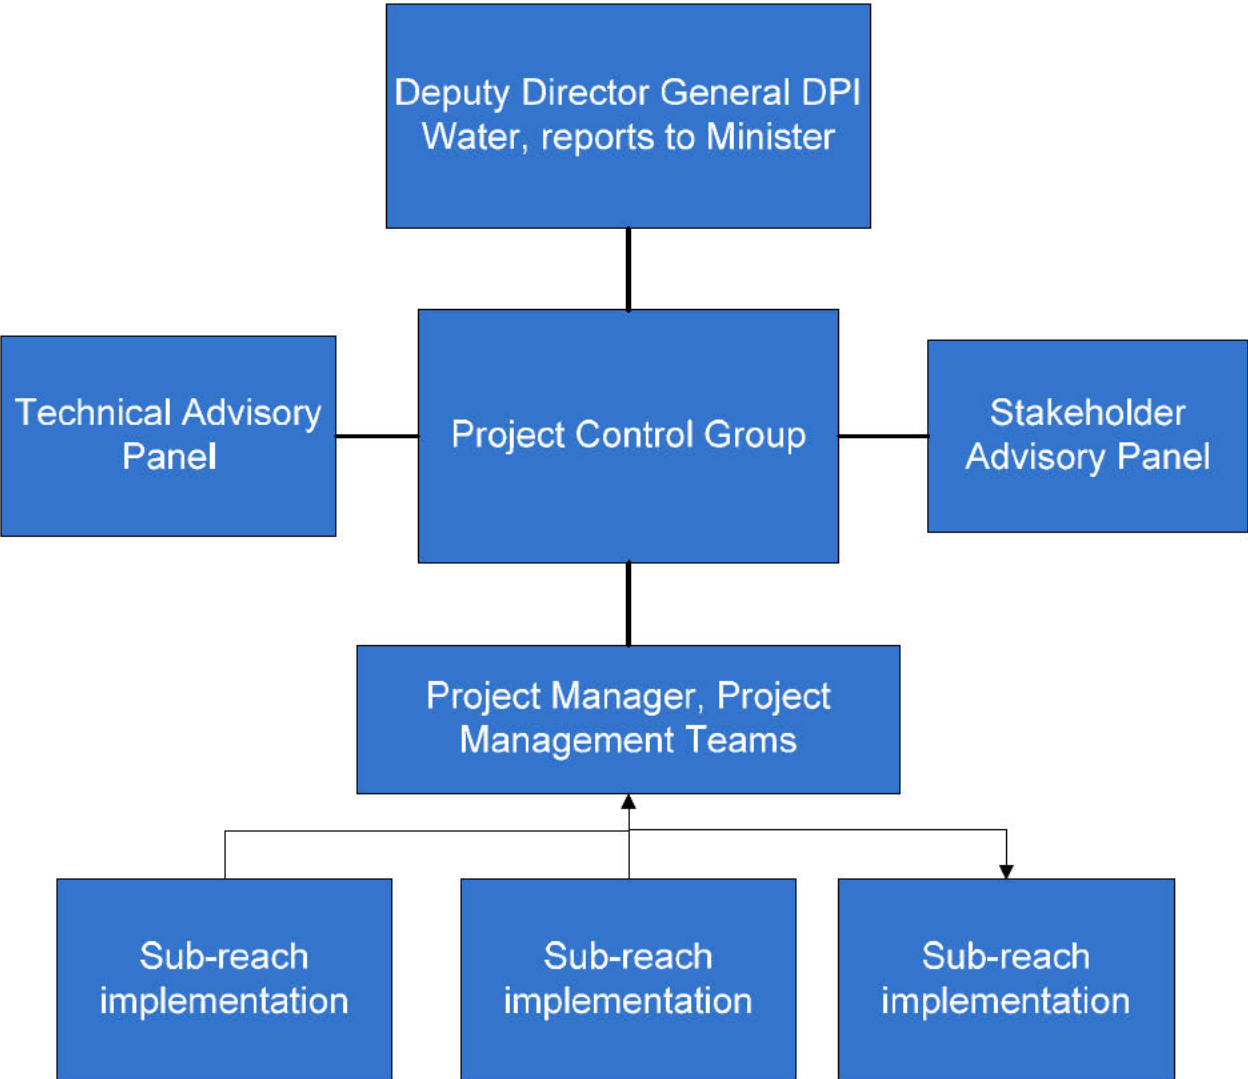 Deputy Director General DPI
Water, reports to Minister
Technical Advisory
Panel
Project Control Group
Stakeholder
Advisory Panel
Project Manager, Project
Management Teams
Sub-reach
implementation
Sub-reach
implementation
Sub-reach
implementation